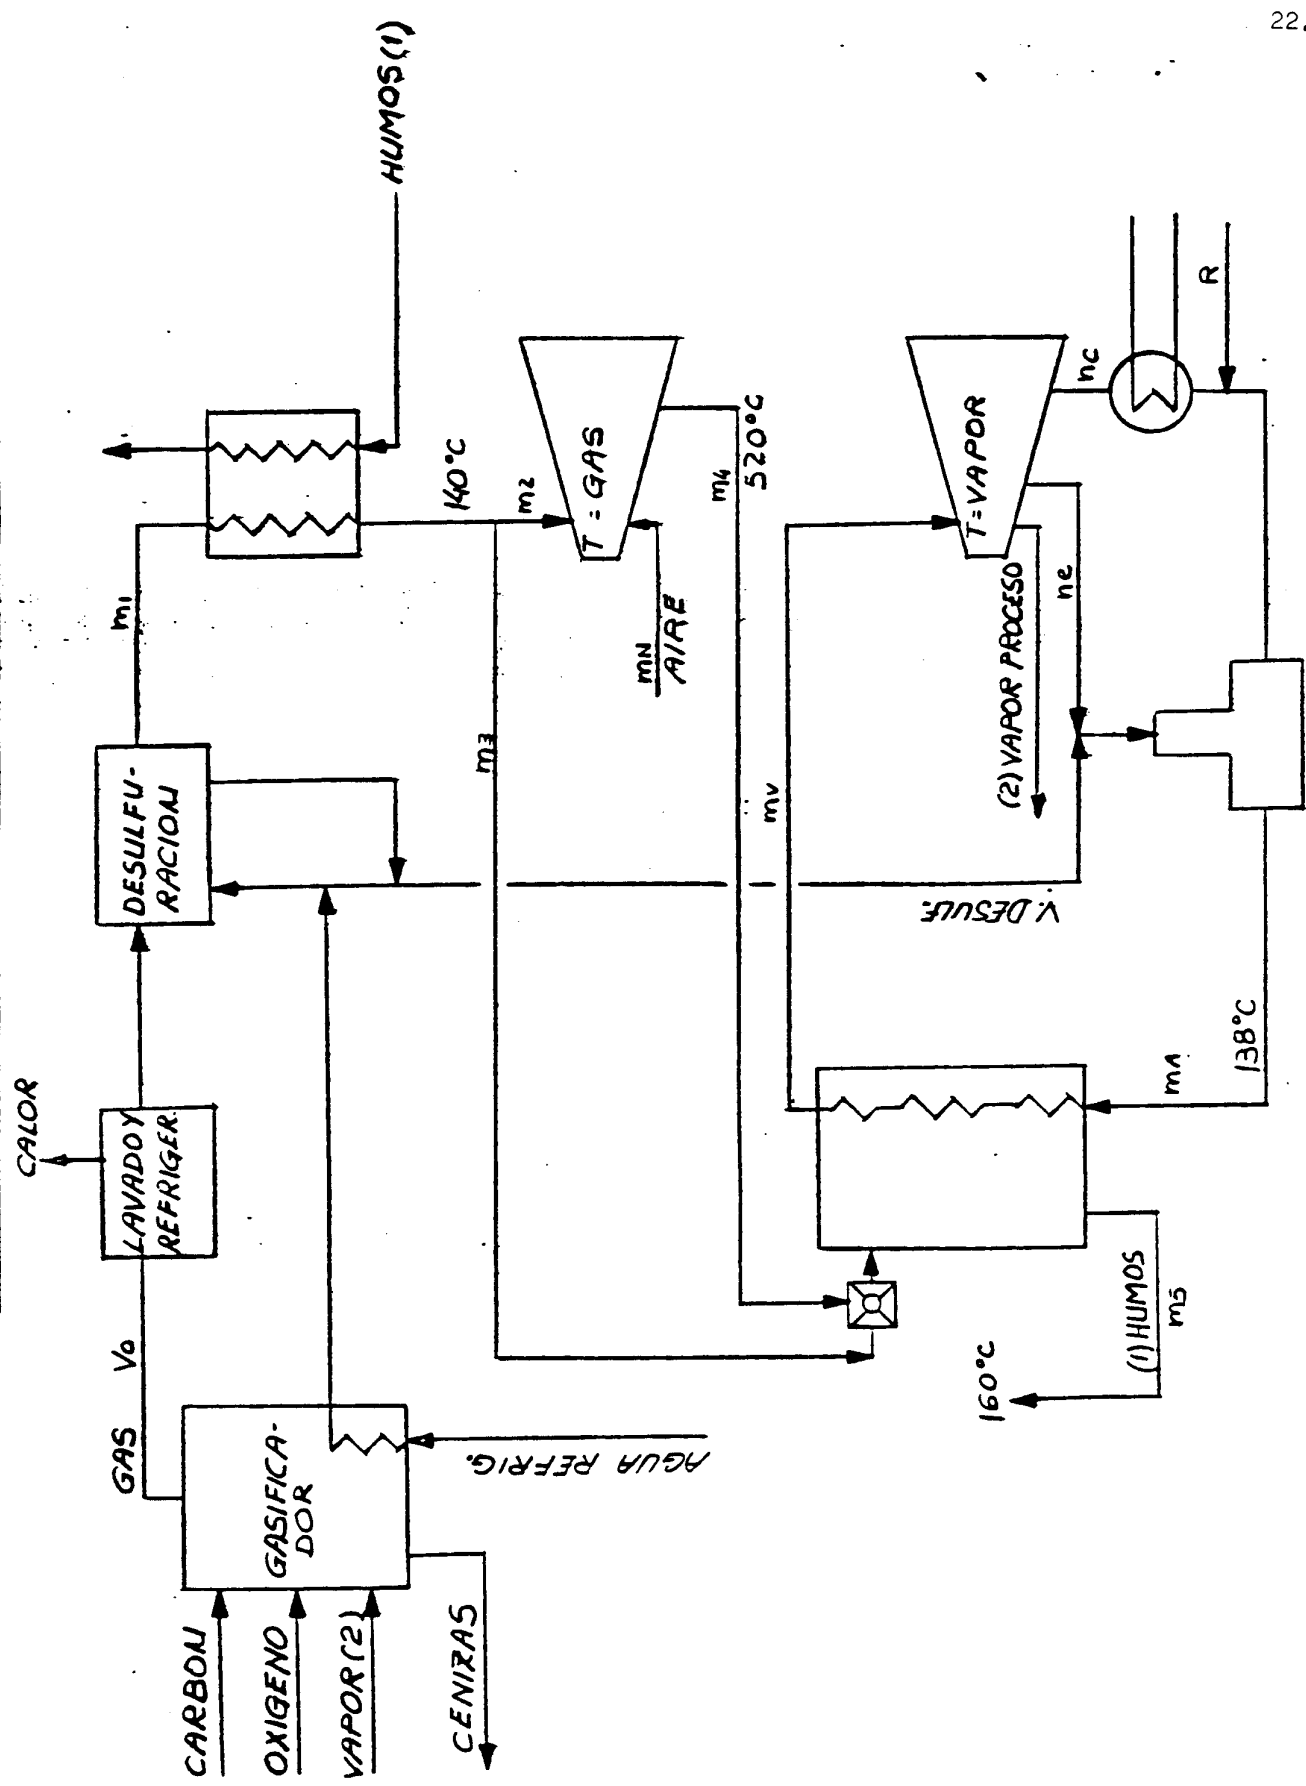 22.
CARBON
OXIGENO
VAPOR(2)
CENIZAS
GASIFICA-
DOR
AGUA REFRIG.
GAS
Vo
CALOR
LAVADO Y
REFRIGER.
DESULFU-
RACION
m1
HUMOS(1)
140°C
m2
m3
T=GAS
mN
AIRE
m4
520°C
T=VAPOR
nc
R
(2)VAPOR PROCESO
ne
mv
V. DESULF.
138°C
mA
(1)HUMOS
m5
160°C